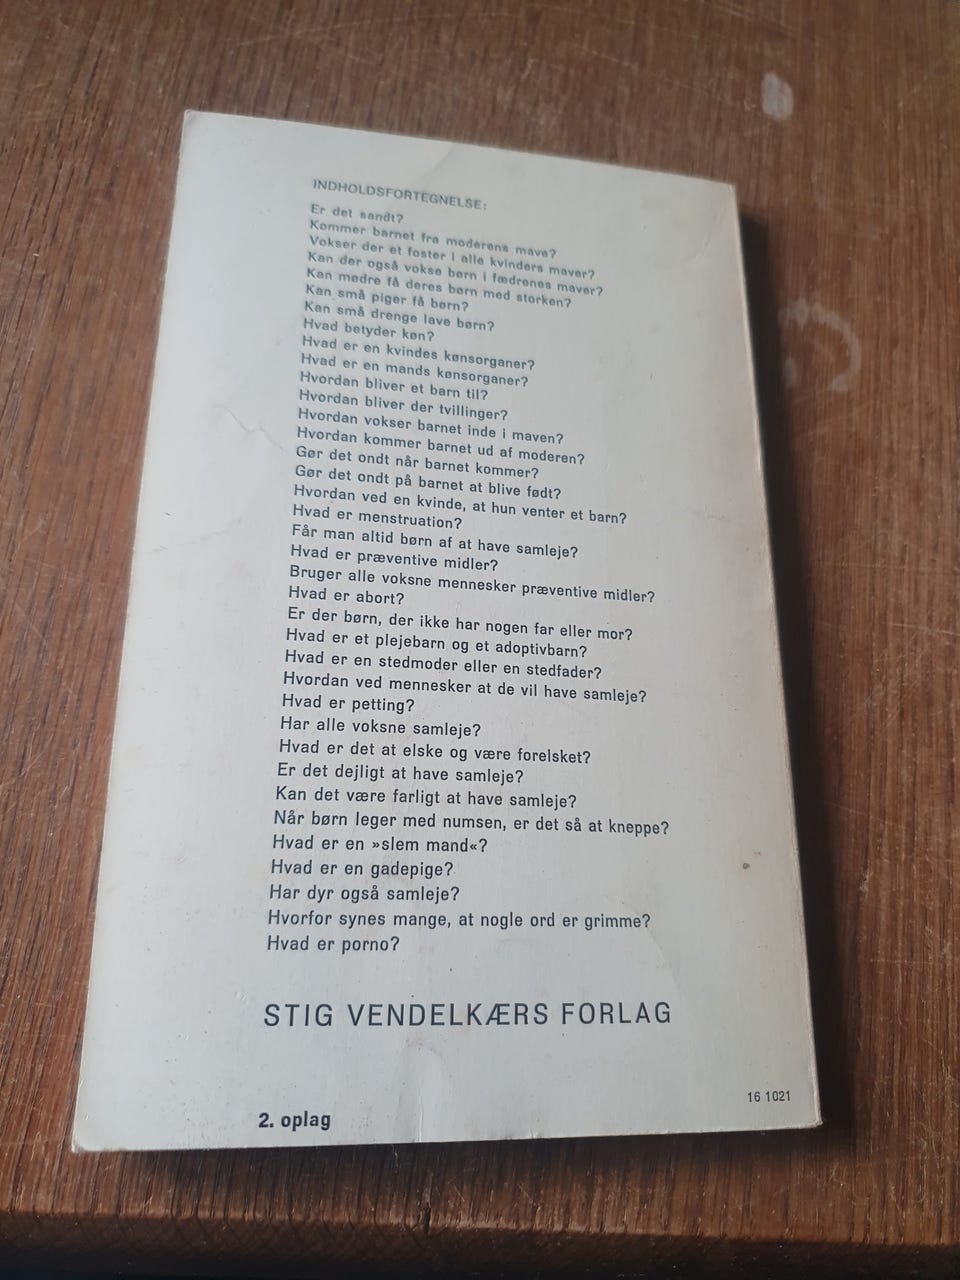 INDHOLDSFORTEGNELSE:
Er det sandt?
Kommer barnet fra moderens mave?
Vokser der et foster i alle kvinders maver?
Kan der også vokse børn i fædrenes maver?
Kan mødre få deres børn med storken?
Kan små piger få børn?
Kan små drenge lave børn?
Hvad betyder køn?
Hvad er en kvindes kønsorganer?
Hvad er en mands kønsorganer?
Hvordan bliver et barn til?
Hvordan bliver der tvillinger?
Hvordan vokser barnet inde i maven?
Hvordan kommer barnet ud af moderen?
Gør det ondt når barnet kommer?
Gør det ondt på barnet at blive født?
Hvordan ved en kvinde, at hun venter et barn?
Hvad er menstruation?
Får man altid børn af at have samleje?
Hvad er præventive midler?
Bruger alle voksne mennesker præventive midler?
Hvad er abort?
Er der børn, der ikke har nogen far eller mor?
Hvad er et plejebarn og et adoptivbarn?
Hvad er en stedmoder eller en stedfader?
Hvordan ved mennesker at de vil have samleje?
Hvad er petting?
Har alle voksne samleje?
Hvad er det at elske og være forelsket?
Er det dejligt at have samleje?
Kan det være farligt at have samleje?
Når børn leger med numsen, er det så at kneppe?
Hvad er en »slem mand«?
Hvad er en gadepige?
Har dyr også samleje?
Hvorfor synes mange, at nogle ord er grimme?
Hvad er porno?
STIG VENDELKÆRS FORLAG
16 1021
2. oplag